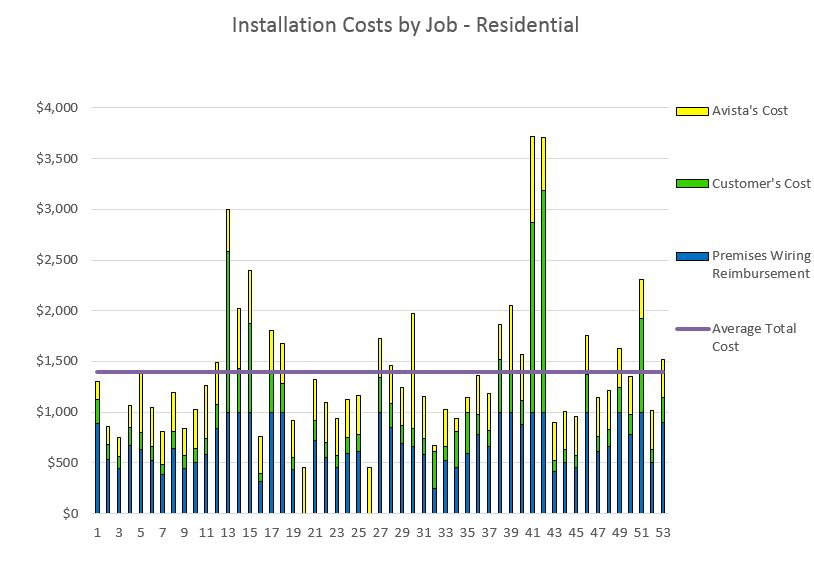 Installation Costs by Job - Residential
$4,000
$3,500
$3,000
$2,500
$2,000
$1,500
$1,000
$500
$0
1 3 5 7 9 11 13 15 17 19 21 23 25 27 29 31 33 35 37 39 41 43 45 47 49 51 53
Avista's Cost
Customer's Cost
Premises Wiring
Reimbursement
Average Total
Cost